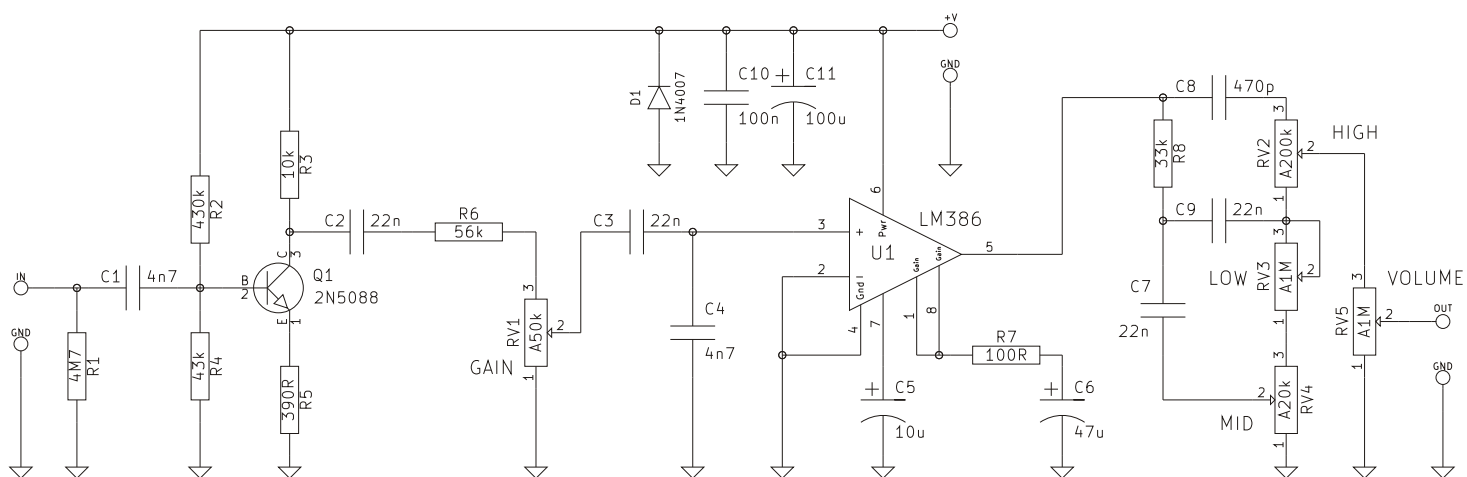 IN
GND
4M7
R1
C1
4n7
430k
R2
43k
R4
10k
R3
B
2
C
3
E
1
Q1
2N5088
390R
R5
C2
22n
R6
56k
3
RV1
A50k
2
1
GAIN
C3
22n
C4
4n7
D1
1N4007
C10
100n
+
C11
100u
+V
GND
6
Pwr
LM386
3
+
U1
2
-
Gnd
4
7
Gain
1
Gain
8
5
R7
100R
+
C5
10u
+
C6
47u
C8
470p
33k
R8
3
RV2
A200k
2
1
HIGH
C9
22n
3
RV3
A1M
2
1
LOW
C7
22n
3
A20k
RV4
2
1
MID
3
RV5
A1M
2
1
VOLUME
OUT
GND